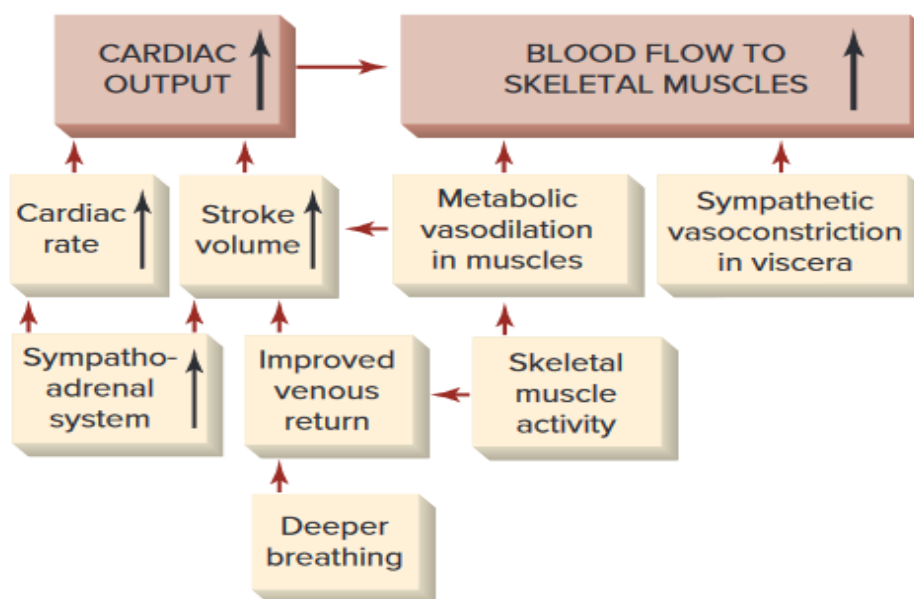 CARDIAC
OUTPUT
BLOOD FLOW TO
SKELETAL MUSCLES
Cardiac
rate
Stroke
volume
Metabolic
vasodilation
in muscles
Sympathetic
vasoconstriction
in viscera
Sympatho-
adrenal
system
Improved
venous
return
Skeletal
muscle
activity
Deeper
breathing